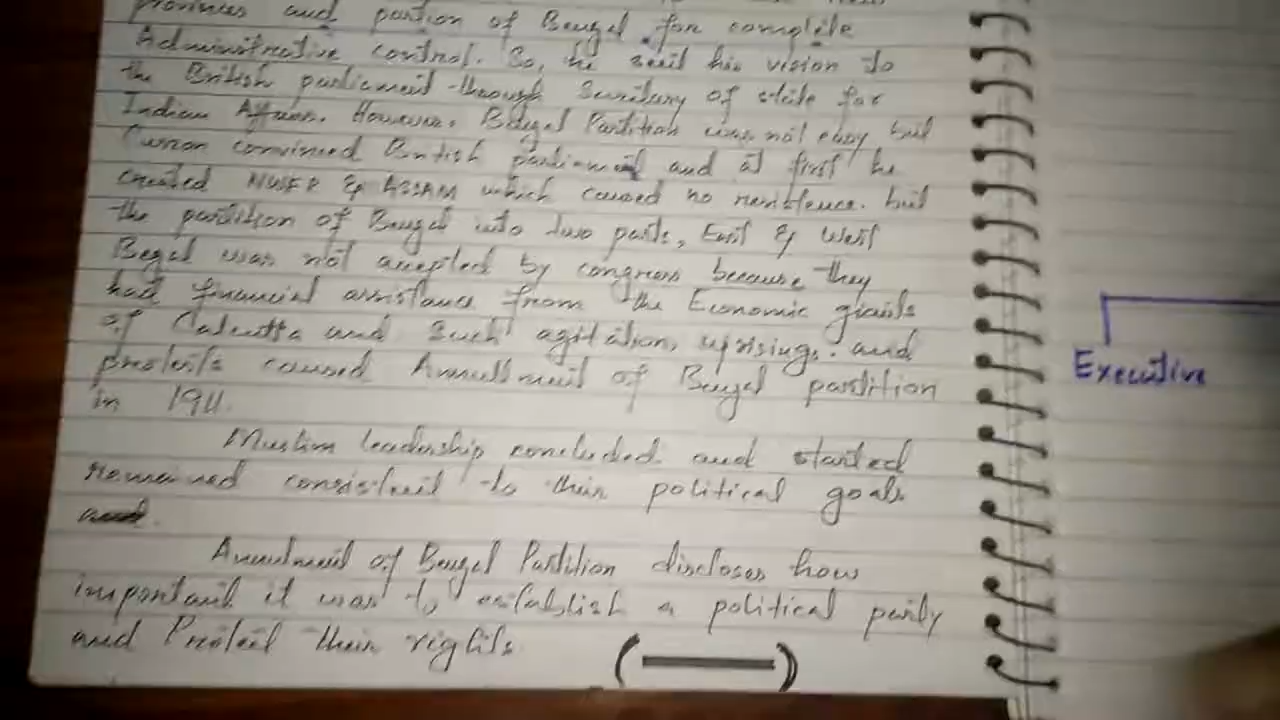 provinces and partion of Bengal for complete
Administrative control. So, he sent his vision to
the British parliament through Secretary of state for
Indian Affairs. However, Bengal Partition was not easy but
Curzon convinced British parliament and at first he
created NWFP & ASSAM which caused no resistence. but
the partition of Bengal into two parts, East & West
Begal was not accepted by congress because they
had financial assistance from the Economic giants
of Calcutta and Such agitation, uprisings. and
protests caused Annullment of Bengal partition
in 1911.
Muslim leadership concluded and started
remained consistent to their political goals
and.
Annulment of Bengal Partition discloses how
important it was to establish a political party
and Protect their rights
Executive